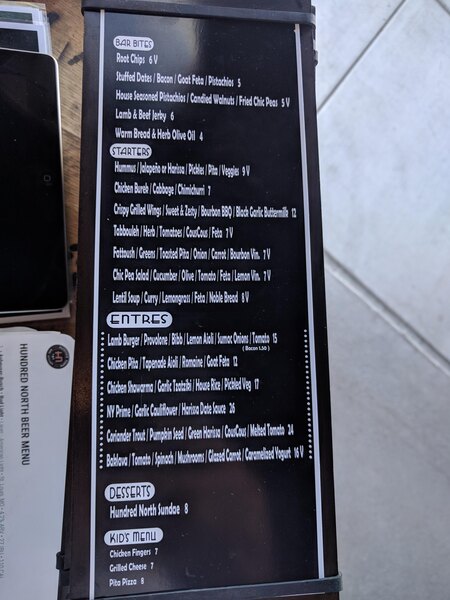 BAR BITES
Root Chips 6 V
Stuffed Dates / Bacon / Goat Feta / Pistachios 5
House Seasoned Pistachios / Candied Walnuts / Fried Chic Peas 5 V
Lamb & Beef Jerky 6
Warm Bread & Herb Olive Oil 4
STARTERS
Hummus / Jalapeño or Harissa / Pickles / Pita / Veggies 9 V
Chicken Burek / Cabbage / Chimichurri 7
Crispy Grilled Wings / Sweet & Zesty / Bourbon BBQ / Black Garlic Buttermilk 12
Tabbouleh / Herb / Tomatoes / CousCous / Feta 7 V
Fattoush / Greens / Toasted Pita / Onion / Carrot / Bourbon Vin. 7 V
Chic Pea Salad / Cucumber / Olive / Tomato / Feta / Lemon Vin. 7 V
Lentil Soup / Curry / Lemongrass / Feta / Noble Bread 8 V
ENTRES
Lamb Burger / Provolone / Bibb / Lemon Aioli / Sumac Onions / Tomato 15
(Bacon 1.50)
Chicken Pita / Tapenade Aioli / Romaine / Goat Feta 12
Chicken Shawarma / Garlic Tzatziki / House Rice / Pickled Veg 17
NY Prime / Garlic Cauliflower / Harissa Date Sauce 26
Coriander Trout / Pumpkin Seed / Green Harissa / CousCous / Melted Tomato 24
Baklava / Tomato / Spinach / Mushrooms / Glazed Carrot / Caramelized Yogurt 16 V
DESSERTS
Hundred North Sundae 8
KID'S MENU
Chicken Fingers 7
Grilled Cheese 7
Pita Pizza 8
HUNDRED NORTH BEER MENU